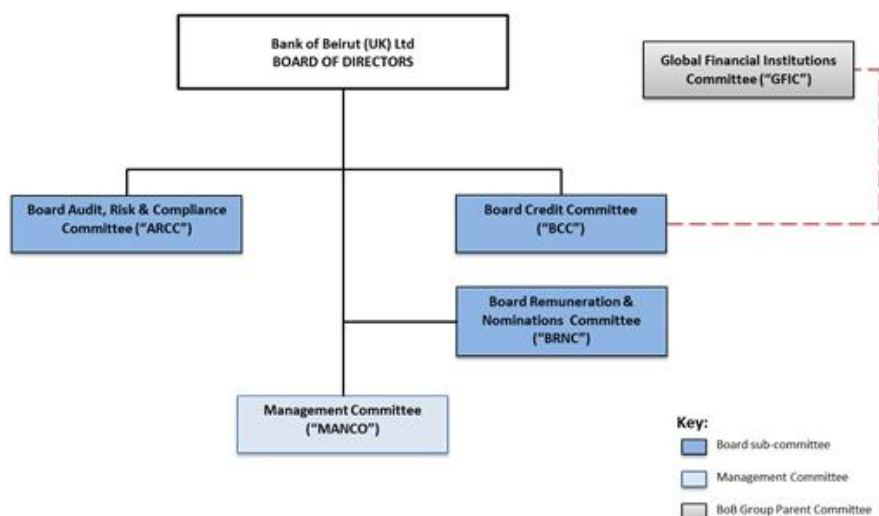 Bank of Beirut (UK) Ltd
BOARD OF DIRECTORS
Global Financial Institutions
Committee (“GFIC”)
Board Audit, Risk & Compliance
Committee (“ARCC”)
Board Credit Committee
(“BCC”)
Board Remuneration &
Nominations Committee
(“BRNC”)
Management Committee
(“MANCO”)
Key:
Board sub-committee
Management Committee
BoB Group Parent Committee